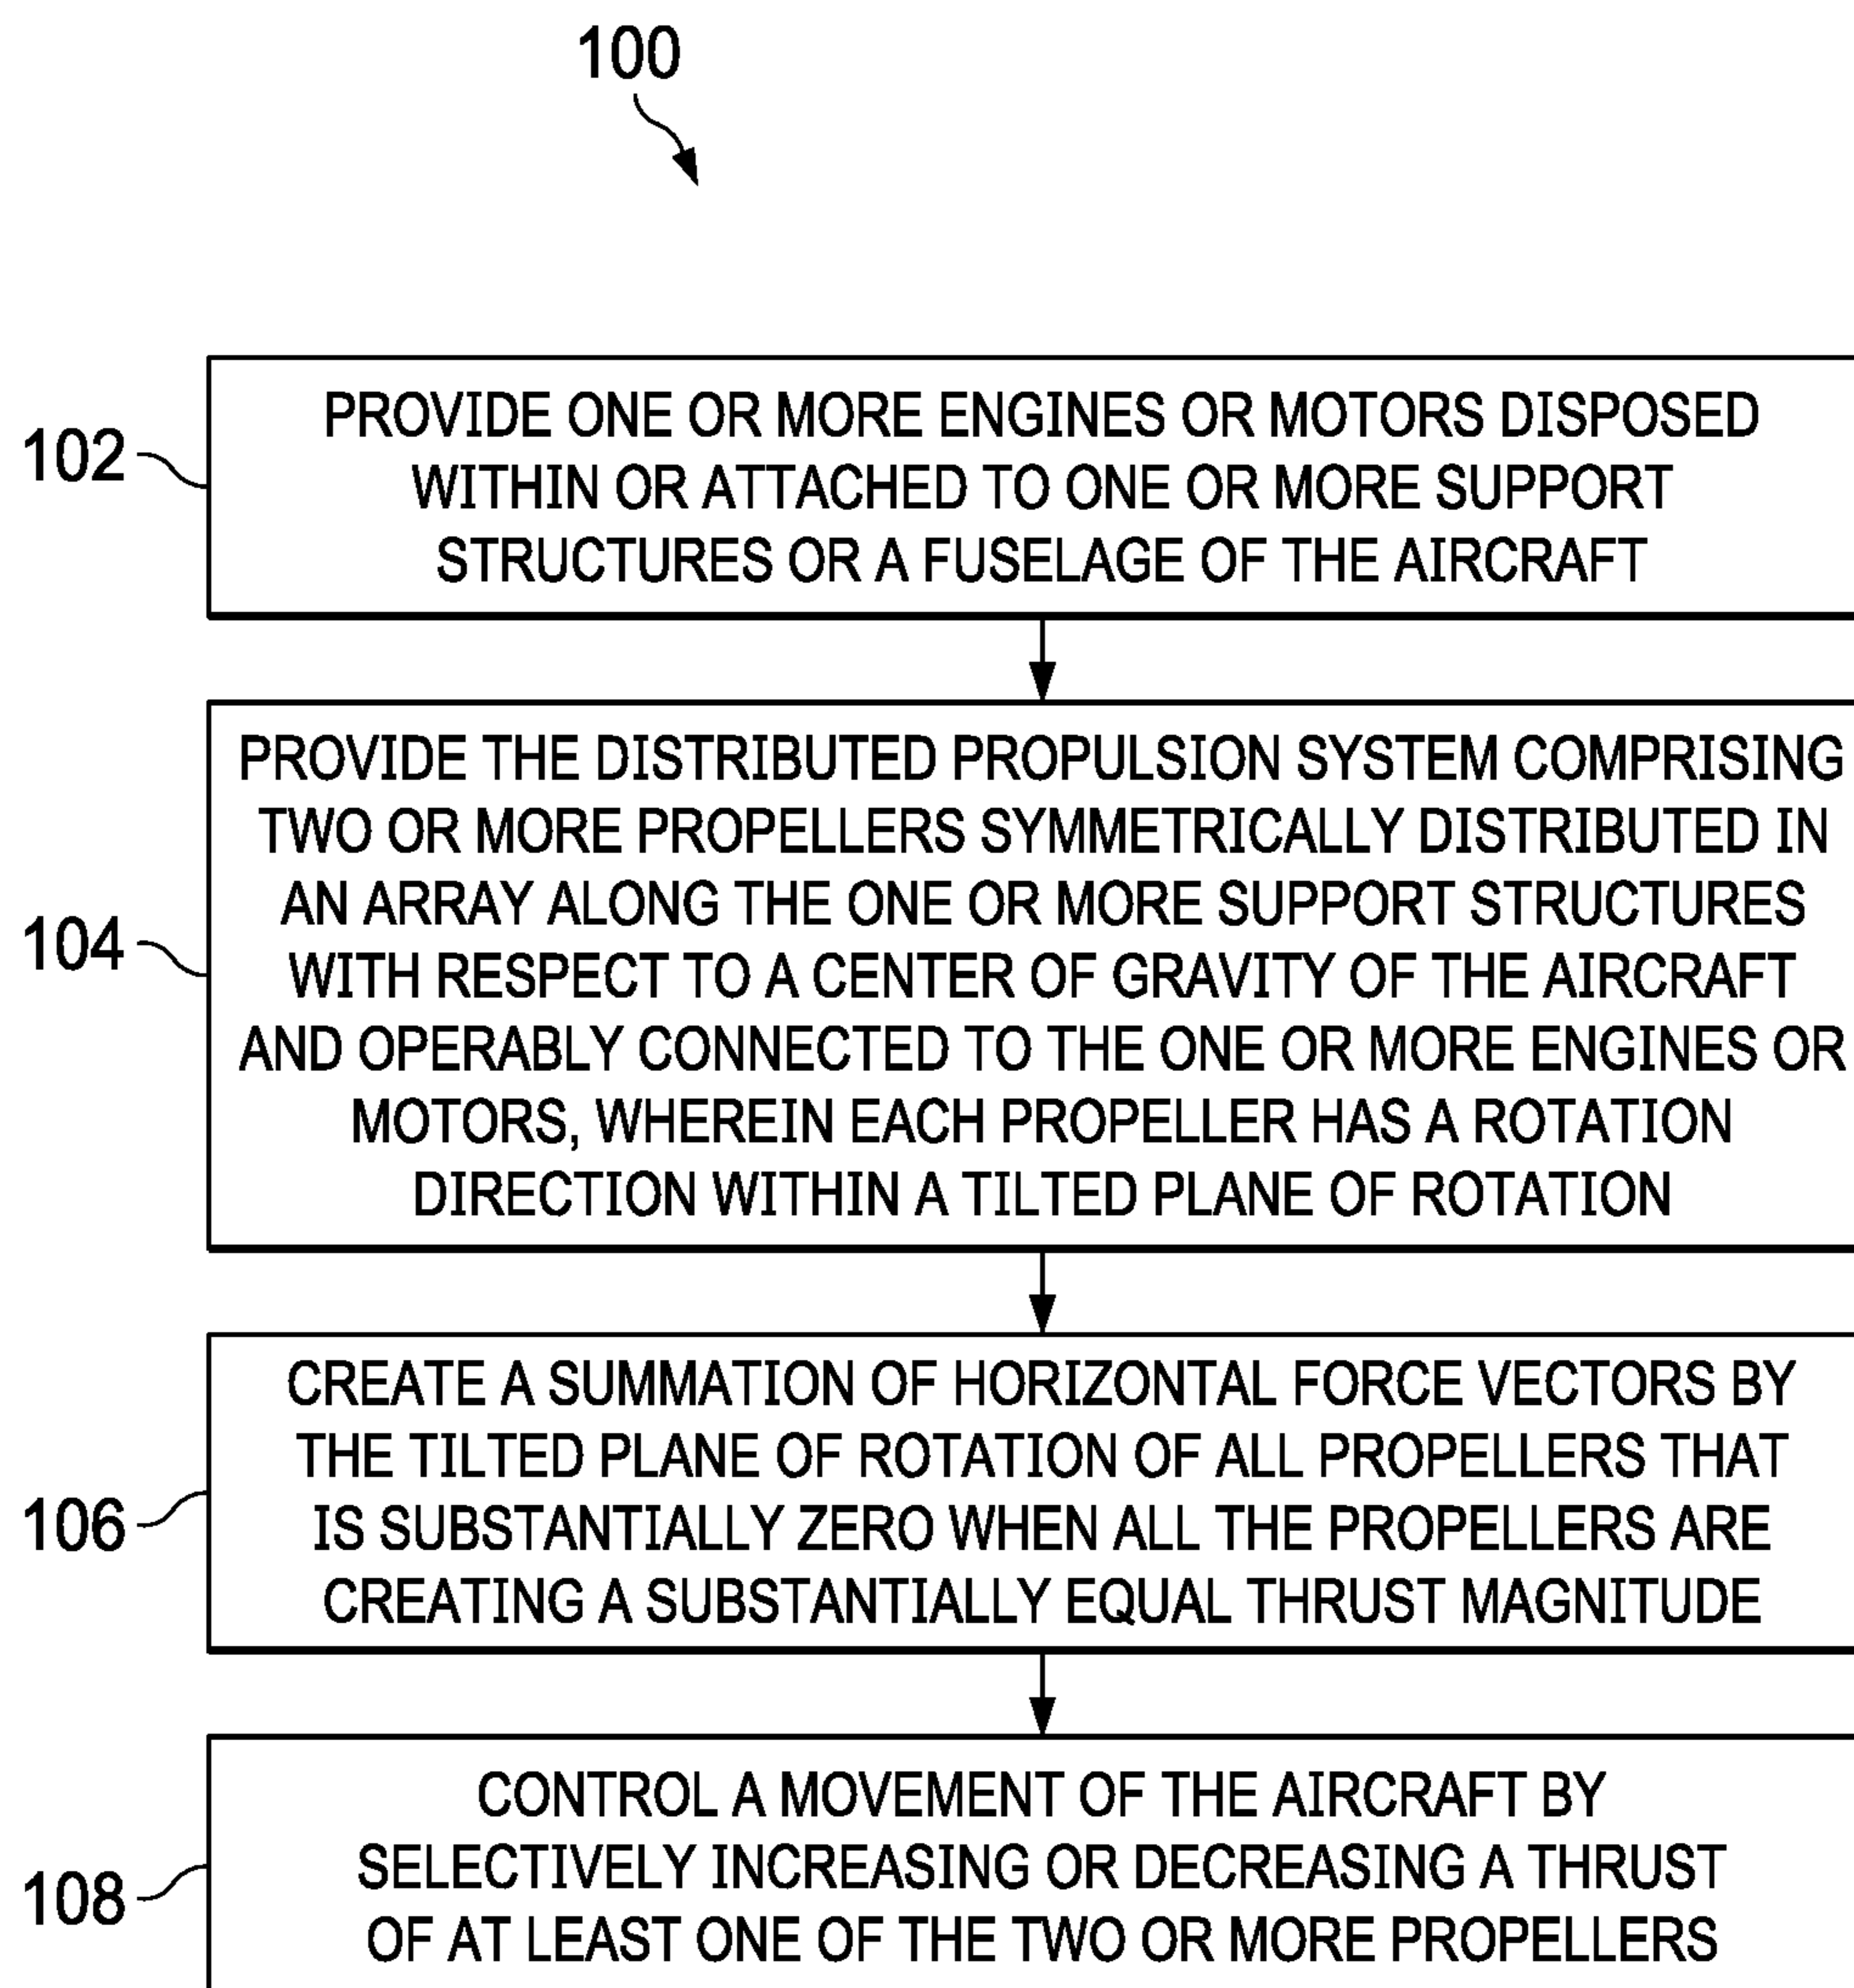 100
102
PROVIDE ONE OR MORE ENGINES OR MOTORS DISPOSED
WITHIN OR ATTACHED TO ONE OR MORE SUPPORT
STRUCTURES OR A FUSELAGE OF THE AIRCRAFT
104
PROVIDE THE DISTRIBUTED PROPULSION SYSTEM COMPRISING
TWO OR MORE PROPELLERS SYMMETRICALLY DISTRIBUTED IN
AN ARRAY ALONG THE ONE OR MORE SUPPORT STRUCTURES
WITH RESPECT TO A CENTER OF GRAVITY OF THE AIRCRAFT
AND OPERABLY CONNECTED TO THE ONE OR MORE ENGINES OR
MOTORS, WHEREIN EACH PROPELLER HAS A ROTATION
DIRECTION WITHIN A TILTED PLANE OF ROTATION
106
CREATE A SUMMATION OF HORIZONTAL FORCE VECTORS BY
THE TILTED PLANE OF ROTATION OF ALL PROPELLERS THAT
IS SUBSTANTIALLY ZERO WHEN ALL THE PROPELLERS ARE
CREATING A SUBSTANTIALLY EQUAL THRUST MAGNITUDE
108
CONTROL A MOVEMENT OF THE AIRCRAFT BY
SELECTIVELY INCREASING OR DECREASING A THRUST
OF AT LEAST ONE OF THE TWO OR MORE PROPELLERS